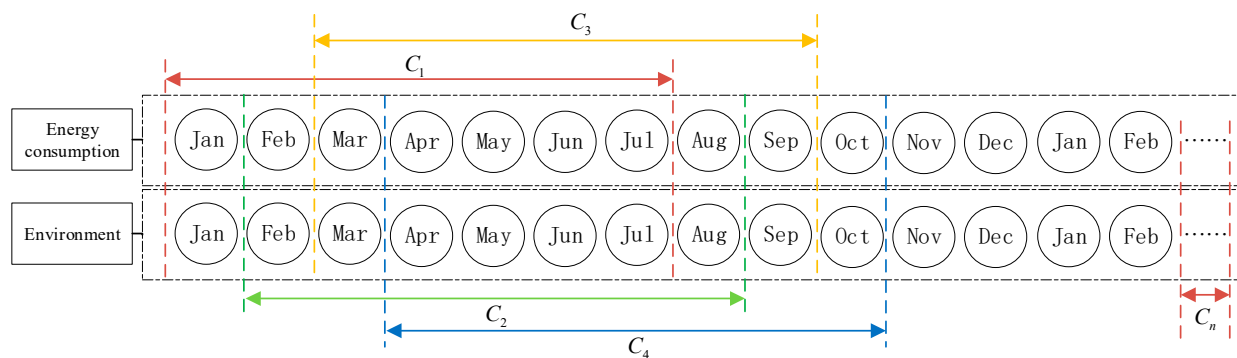 C3
C1
Energy
consumption
Jan Feb Mar Apr May Jun Jul Aug Sep Oct Nov Dec Jan Feb ......
Environment
Jan Feb Mar Apr May Jun Jul Aug Sep Oct Nov Dec Jan Feb ......
C2
Cn
C4